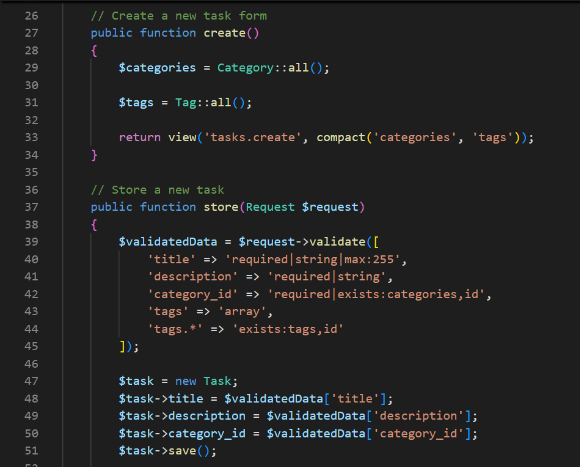 26 // Create a new task form
27 public function create()
28 {
29 $categories = Category::all();
30
31 $tags = Tag::all();
32
33 return view('tasks.create', compact('categories', 'tags'));
34 }
35
36 // Store a new task
37 public function store(Request $request)
38 {
39 $validatedData = $request->validate([
40 'title' => 'required|string|max:255',
41 'description' => 'required|string',
42 'category_id' => 'required|exists:categories,id',
43 'tags' => 'array',
44 'tags.*' => 'exists:tags,id'
45 ]);
46
47 $task = new Task;
48 $task->title = $validatedData['title'];
49 $task->description = $validatedData['description'];
50 $task->category_id = $validatedData['category_id'];
51 $task->save();